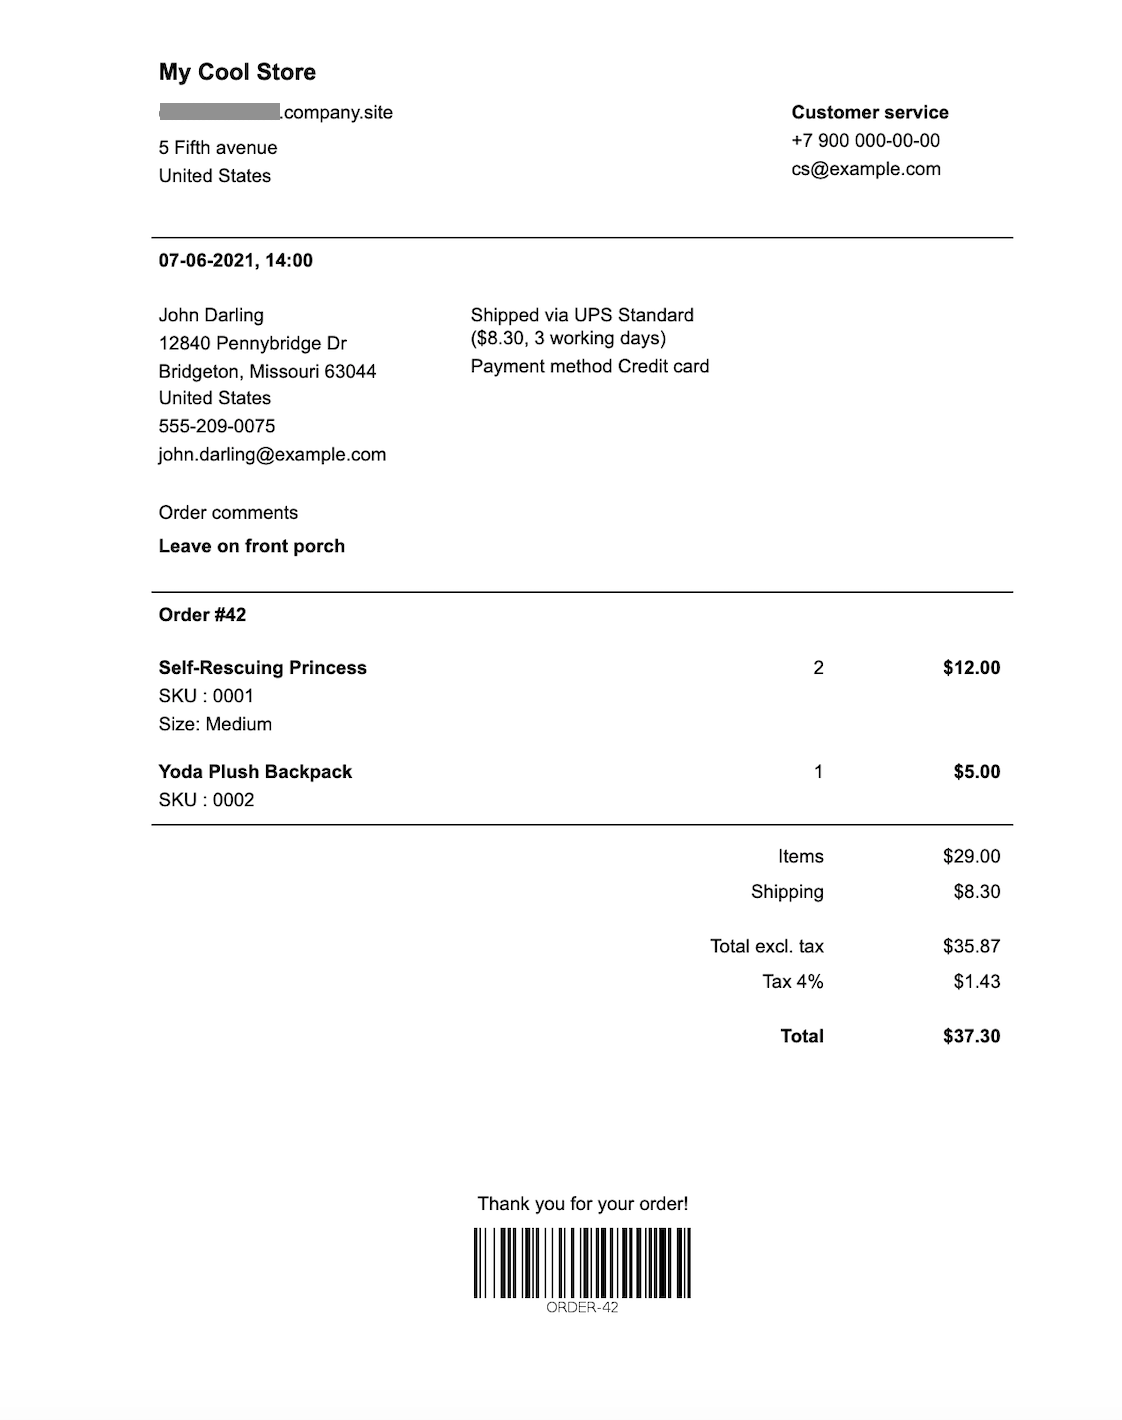 My Cool Store
.company.site
5 Fifth avenue
United States
Customer service
+7 900 000-00-00
cs@example.com
07-06-2021, 14:00
John Darling
12840 Pennybridge Dr
Bridgeton, Missouri 63044
United States
555-209-0075
john.darling@example.com
Shipped via UPS Standard
($8.30, 3 working days)
Payment method Credit card
Order comments
Leave on front porch
Order #42
Self-Rescuing Princess 2 $12.00
SKU : 0001
Size: Medium
Yoda Plush Backpack 1 $5.00
SKU : 0002
Items $29.00
Shipping $8.30
Total excl. tax $35.87
Tax 4% $1.43
Total $37.30
Thank you for your order!
ORDER-42